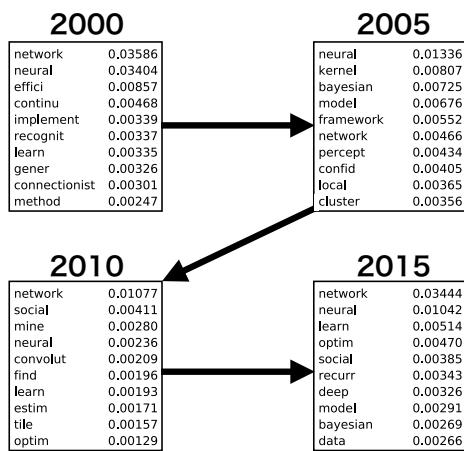 2000
network 0.03586
neural 0.03404
effici 0.00857
continu 0.00468
implement 0.00339
recognit 0.00337
learn 0.00335
gener 0.00326
connectionist 0.00301
method 0.00247
2005
neural 0.01336
kernel 0.00807
bayesian 0.00725
model 0.00676
framework 0.00552
network 0.00466
percept 0.00434
confid 0.00405
local 0.00365
cluster 0.00356
2010
network 0.01077
social 0.00411
mine 0.00280
neural 0.00236
convolut 0.00209
find 0.00196
learn 0.00193
estim 0.00171
tile 0.00157
optim 0.00129
2015
network 0.03444
neural 0.01042
learn 0.00514
optim 0.00470
social 0.00385
recurr 0.00343
deep 0.00326
model 0.00291
bayesian 0.00269
data 0.00266